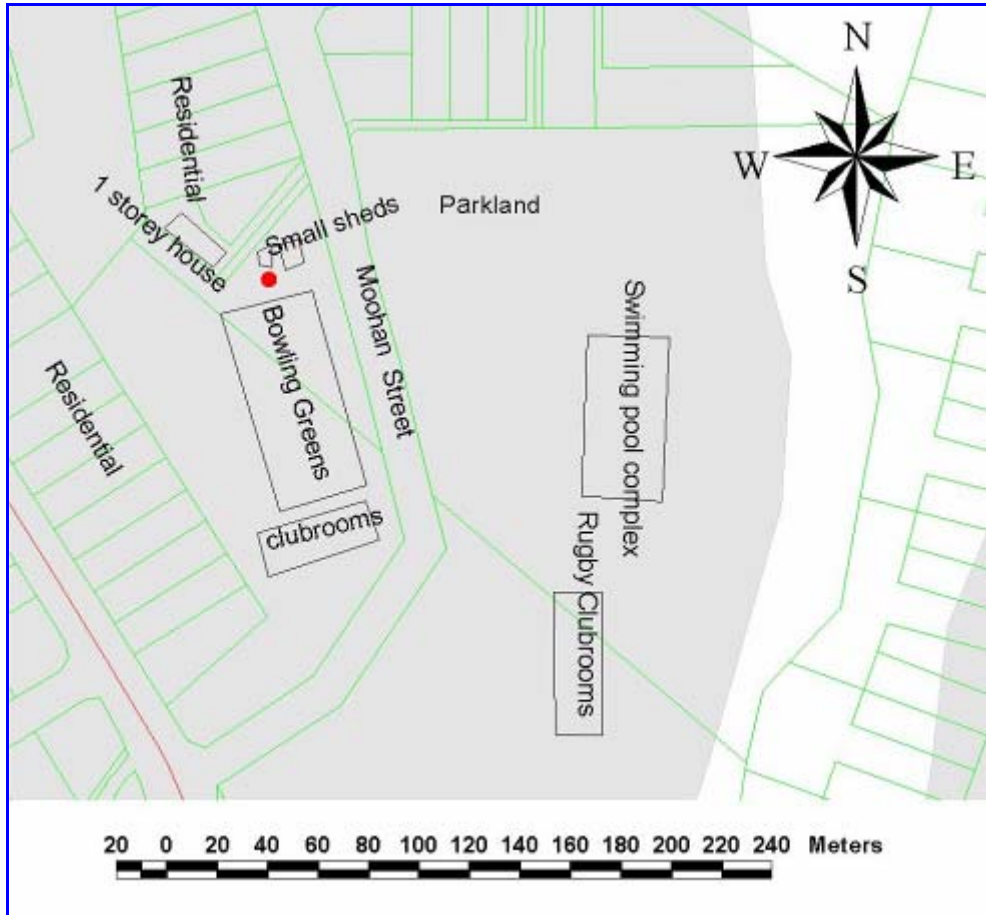 N
W
E
S
Residential
1 storey house
Small sheds
Parkland
Moohan Street
Bowling Greens
Swimming pool complex
Residential
clubrooms
Rugby Clubrooms
20 0 20 40 60 80 100 120 140 160 180 200 220 240 Meters